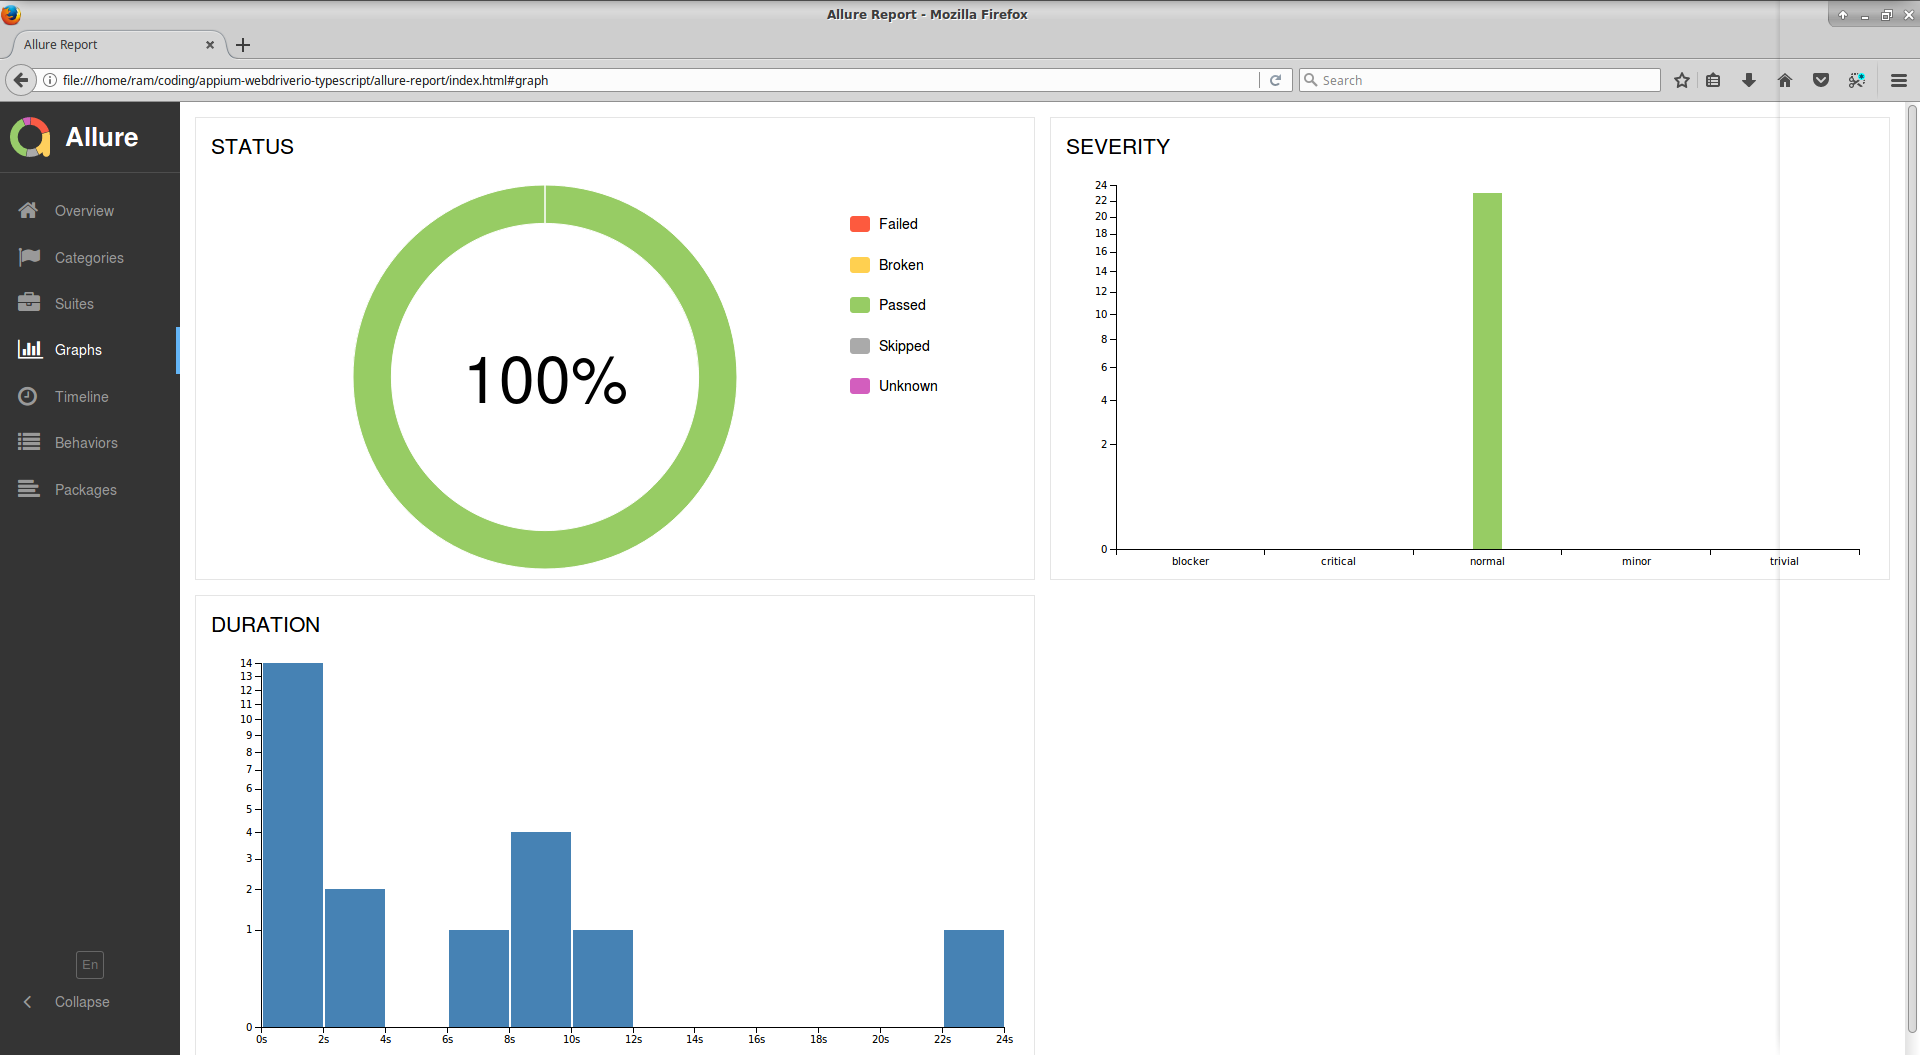 Allure Report - Mozilla Firefox
Allure Report
file:///home/ram/coding/appium-webdriverio-typescript/allure-report/index.html#graph
Search
Allure
Overview
Categories
Suites
Graphs
Timeline
Behaviors
Packages
En
Collapse
STATUS
100%
Failed
Broken
Passed
Skipped
Unknown
SEVERITY
24
22
20
18
16
14
12
10
8
6
4
2
0
blocker critical normal minor trivial
DURATION
14
13
12
11
10
9
8
7
6
5
4
3
2
1
0
0s 2s 4s 6s 8s 10s 12s 14s 16s 18s 20s 22s 24s